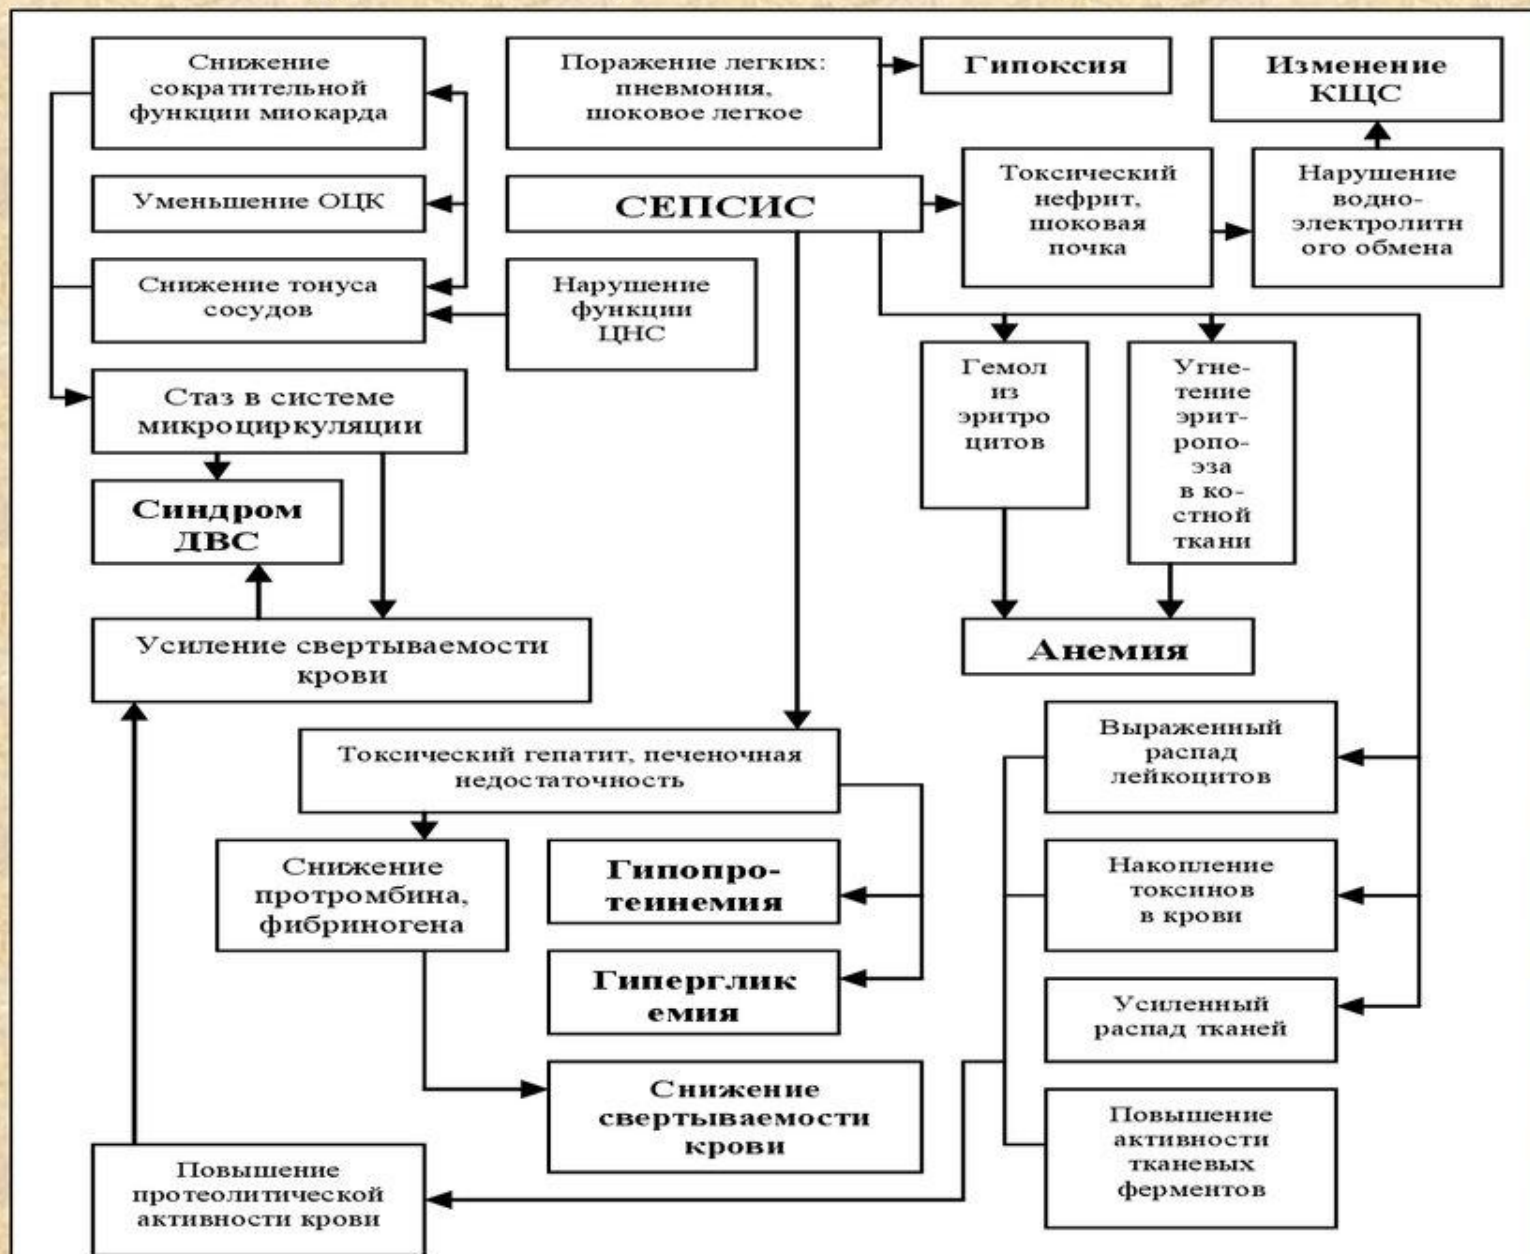 Снижение
сократительной
функции миокарда
Поражение легких:
пневмония,
шоковое легкое
Гипоксия
Изменение
КЩС
Уменьшение ОЦК
СЕПСИС
Токсический
нефрит,
шоковая
почка
Нарушение
водно-
электролитн
ого обмена
Снижение тонуса
сосудов
Нарушение
функции
ЦНС
Стаз в системе
микроциркуляции
Гемол
из
эритро
цитов
Угне-
тение
эрит-
ропо-
эза
в ко-
стной
ткани
Синдром
ДВС
Усиление свертываемости
крови
Анемия
Токсический гепатит, печеночная
недостаточность
Выраженный
распад
лейкоцитов
Снижение
протромбина,
фибриногена
Гипопро-
теинемия
Накопление
токсинов
в крови
Гиперглик
емия
Усиленный
распад тканей
Снижение
свертываемости
крови
Повышение
активности
тканевых
ферментов
Повышение
протеолитической
активности крови